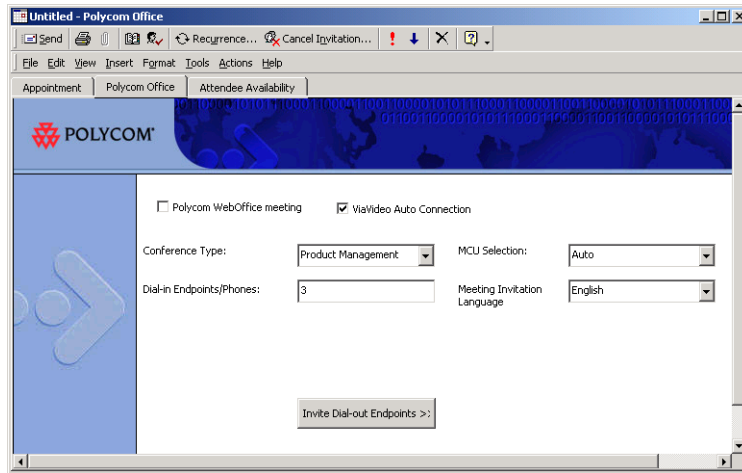 Untitled - Polycom Office
Send Recurrence... Cancel Invitation...
File Edit View Insert Format Tools Actions Help
Appointment Polycom Office Attendee Availability
POLYCOM
Polycom WebOffice meeting ViaVideo Auto Connection
Conference Type: Product Management MCU Selection: Auto
Dial-in Endpoints/Phones: 3 Meeting Invitation Language English
Invite Dial-out Endpoints >: